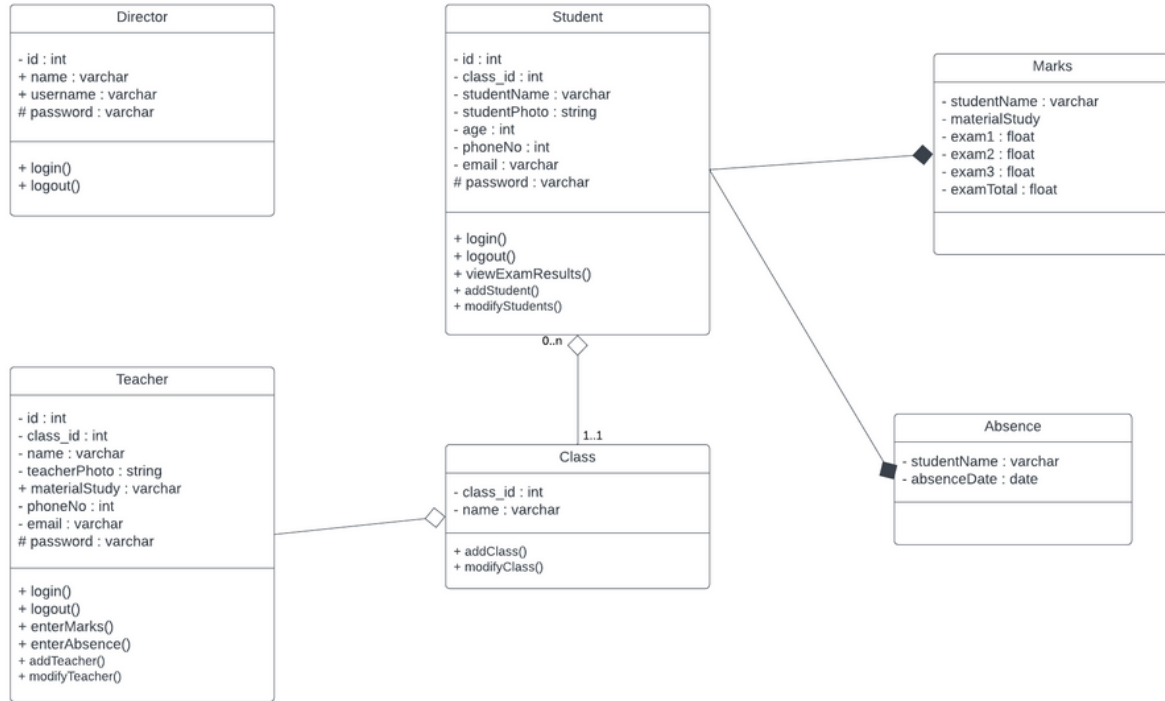 Director
- id : int
+ name : varchar
+ username : varchar
# password : varchar
+ login()
+ logout()
Student
- id : int
- class_id : int
- studentName : varchar
- studentPhoto : string
- age : int
- phoneNo : int
- email : varchar
# password : varchar
+ login()
+ logout()
+ viewExamResults()
+ addStudent()
+ modifyStudents()
0..n
Marks
- studentName : varchar
- materialStudy
- exam1 : float
- exam2 : float
- exam3 : float
- examTotal : float
Teacher
- id : int
- class_id : int
- name : varchar
- teacherPhoto : string
+ materialStudy : varchar
- phoneNo : int
- email : varchar
# password : varchar
+ login()
+ logout()
+ enterMarks()
+ enterAbsence()
+ addTeacher()
+ modifyTeacher()
1..1
Class
- class_id : int
- name : varchar
+ addClass()
+ modifyClass()
Absence
- studentName : varchar
- absenceDate : date